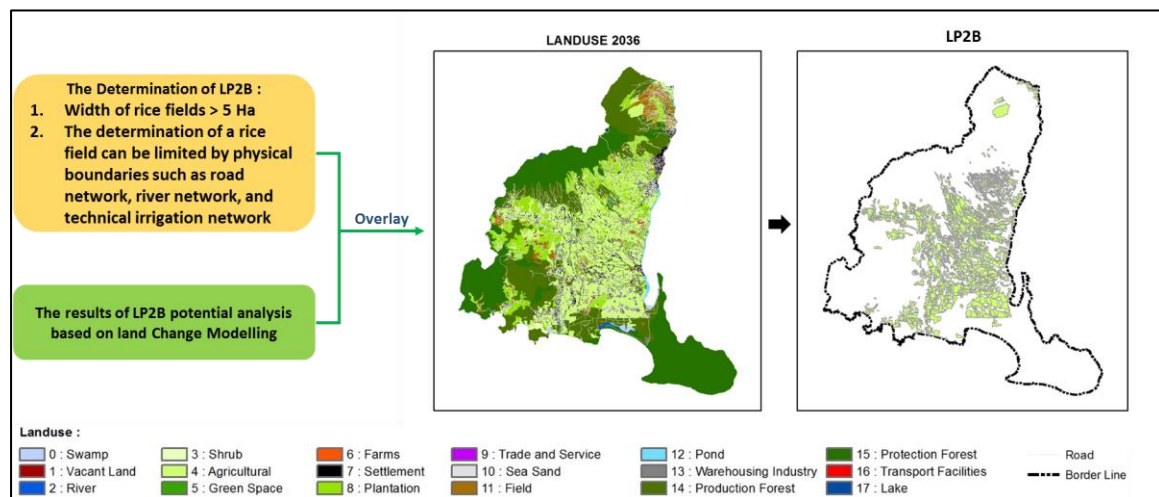 The Determination of LP2B :
1. Width of rice fields > 5 Ha
2. The determination of a rice
field can be limited by physical
boundaries such as road
network, river network, and
technical irrigation network
The results of LP2B potential analysis
based on land Change Modelling
Overlay
LANDUSE 2036
LP2B
Landuse :
0 : Swamp
1 : Vacant Land
2 : River
3 : Shrub
4 : Agricultural
5 : Green Space
6 : Farms
7 : Settlement
8 : Plantation
9 : Trade and Service
10 : Sea Sand
11 : Field
12 : Pond
13 : Warehousing Industry
14 : Production Forest
15 : Protection Forest
16 : Transport Facilities
17 : Lake
Road
Border Line